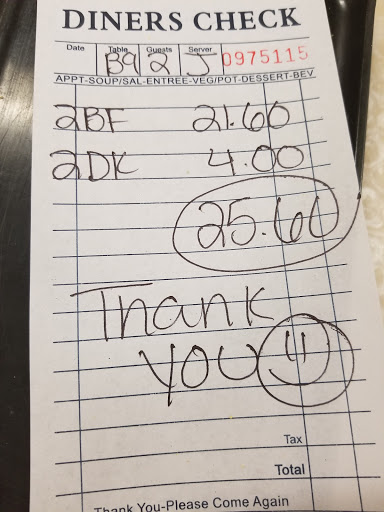 DINERS CHECK
Date Table Guests Server
B9 2 J 0975115
APPT-SOUP/SAL-ENTREE-VEG/POT-DESSERT-BEV
2BF 21.60
2DK 4.00
25.60
Thank
you
Tax
Total
Thank You-Please Come Again